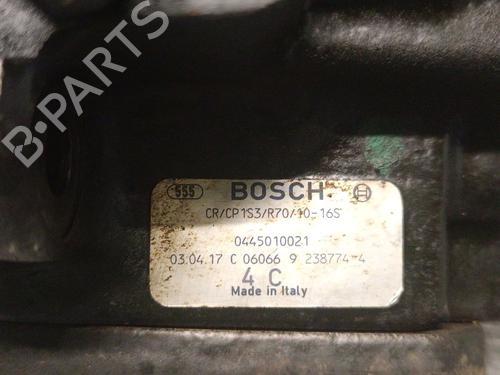 B-PARTS
555 BOSCH
CR/CP1S3/R70/10-16S
0445010021
03.04.17 C 06066 9 238774-4
4 C
Made in Italy